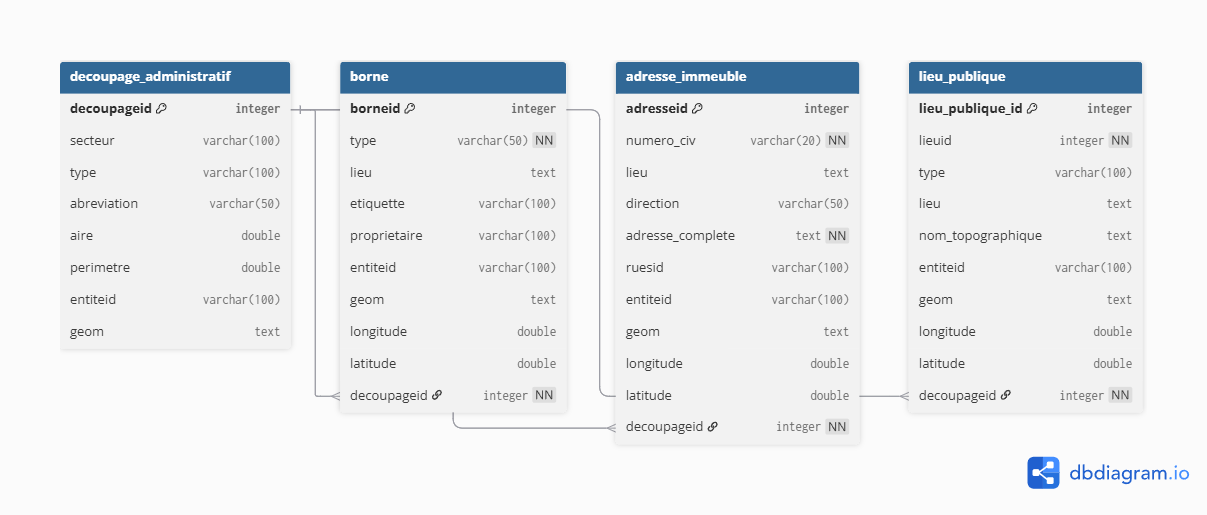 decoupage_administratif
decoupageid integer
secteur varchar(100)
type varchar(100)
abreviation varchar(50)
aire double
perimetre double
entiteid varchar(100)
geom text
borne
borneid integer
type varchar(50) NN
lieu text
etiquette varchar(100)
proprietaire varchar(100)
entiteid varchar(100)
geom text
longitude double
latitude double
decoupageid integer NN
adresse_immeuble
adresseid integer
numero_civ varchar(20) NN
lieu text
direction varchar(50)
adresse_complete text NN
ruesid varchar(100)
entiteid varchar(100)
geom text
longitude double
latitude double
decoupageid integer NN
lieu_publique
lieu_publique_id integer
lieuid integer NN
type varchar(100)
lieu text
nom_topographique text
entiteid varchar(100)
geom text
longitude double
latitude double
decoupageid integer NN
dbdiagram.io